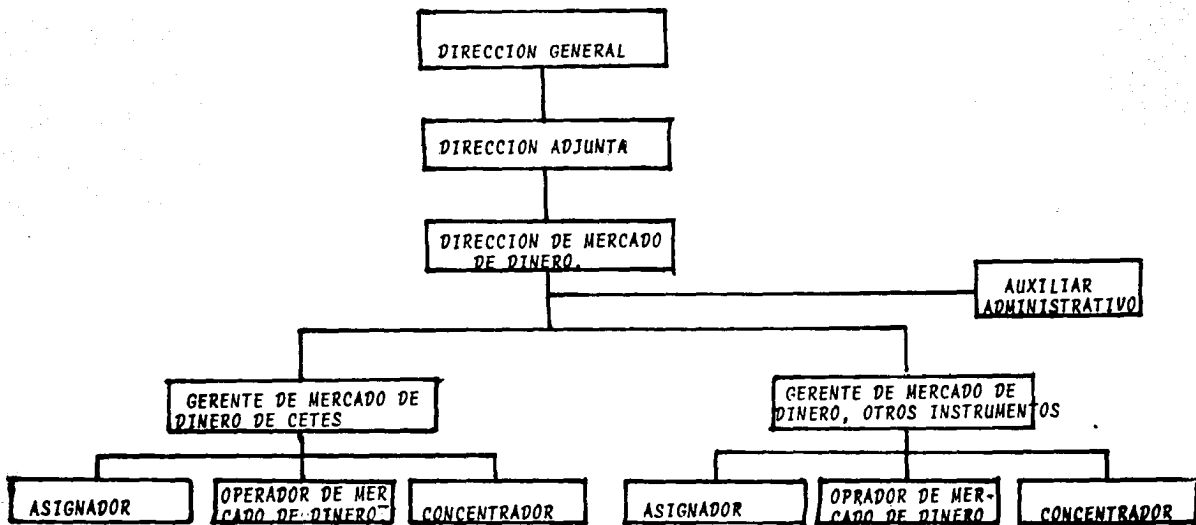 DIRECCION GENERAL
DIRECCION ADJUNTA
DIRECCION DE MERCADO
DE DINERO.
AUXILIAR
ADMINISTRATIVO
GERENTE DE MERCADO DE
DINERO DE CETES
GERENTE DE MERCADO DE
DINERO, OTROS INSTRUMENTOS
ASIGNADOR
OPERADOR DE MER
CADO DE DINERO
CONCENTRADOR
ASIGNADOR
OPRADOR DE MER-
CADO DE DINERO
CONCENTRADOR